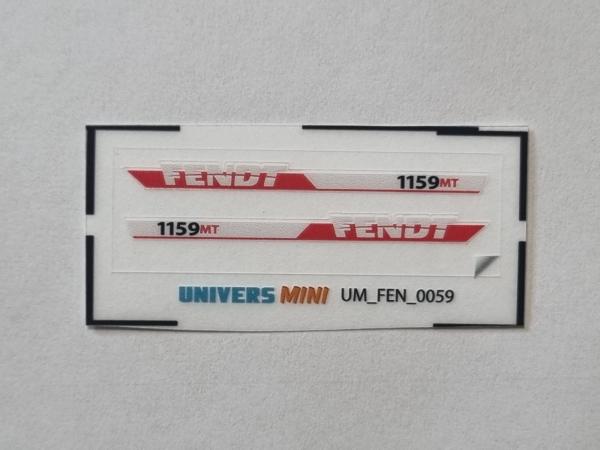 FENDT 1159MT
1159MT FENDT
UNIVERS MINI UM_FEN_0059